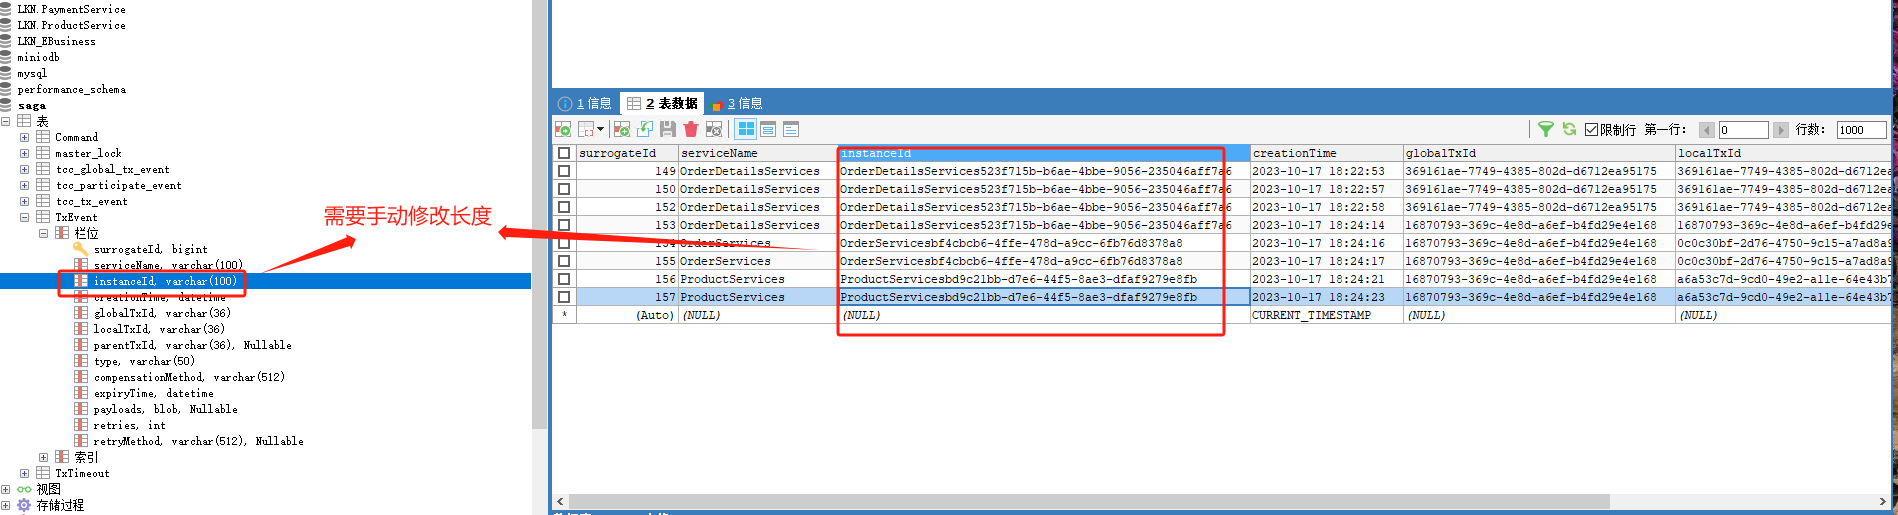 LKN.PaymentService
LKN.ProductService
LKN_EBusiness
miniodb
mysql
performance_schema
saga
表
Command
master_lock
tcc_global_tx_event
tcc_participate_event
tcc_tx_event
TxEvent
栏位
surrogateId, bigint
serviceName, varchar(100)
instanceId, varchar(100)
creationTime, datetime
globalTxId, varchar(36)
localTxId, varchar(36)
parentTxId, varchar(36), Nullable
type, varchar(50)
compensationMethod, varchar(512)
expiryTime, datetime
payloads, blob, Nullable
retries, int
retryMethod, varchar(512), Nullable
索引
TxTimeout
视图
存储过程
需要手动修改长度
1 信息 2 表数据 3 信息
限制行 第一行: 0 行数: 1000
surrogateId serviceName instanceId creationTime globalTxId localTxId
149 OrderDetailsServices OrderDetailsServices523f715b-b6ae-4bbe-9056-235046aff7a6 2023-10-17 18:22:53 369161ae-7749-4385-802d-d6712ea95175 369161ae-7749-4385-802d-d6712ea
150 OrderDetailsServices OrderDetailsServices523f715b-b6ae-4bbe-9056-235046aff7a6 2023-10-17 18:22:57 369161ae-7749-4385-802d-d6712ea95175 369161ae-7749-4385-802d-d6712ea
152 OrderDetailsServices OrderDetailsServices523f715b-b6ae-4bbe-9056-235046aff7a6 2023-10-17 18:22:58 369161ae-7749-4385-802d-d6712ea95175 369161ae-7749-4385-802d-d6712ea
153 OrderDetailsServices OrderDetailsServices523f715b-b6ae-4bbe-9056-235046aff7a6 2023-10-17 18:24:14 16870793-369c-4e8d-a6ef-b4fd29e4e168 16870793-369c-4e8d-a6ef-b4fd29e
154 OrderServices OrderServicesbf4cbcb6-4ffe-478d-a9cc-6fb76d8378a8 2023-10-17 18:24:16 16870793-369c-4e8d-a6ef-b4fd29e4e168 0c0c30bf-2d76-4750-9c15-a7ad8a9
155 OrderServices OrderServicesbf4cbcb6-4ffe-478d-a9cc-6fb76d8378a8 2023-10-17 18:24:17 16870793-369c-4e8d-a6ef-b4fd29e4e168 0c0c30bf-2d76-4750-9c15-a7ad8a9
156 ProductServices ProductServicesbd9c21bb-d7e6-44f5-8ae3-dfaf9279e8fb 2023-10-17 18:24:21 16870793-369c-4e8d-a6ef-b4fd29e4e168 a6a53c7d-9cd0-49e2-a11e-64e43b7
157 ProductServices ProductServicesbd9c21bb-d7e6-44f5-8ae3-dfaf9279e8fb 2023-10-17 18:24:23 16870793-369c-4e8d-a6ef-b4fd29e4e168 a6a53c7d-9cd0-49e2-a11e-64e43b7
* (Auto) (NULL) (NULL) CURRENT_TIMESTAMP (NULL) (NULL)